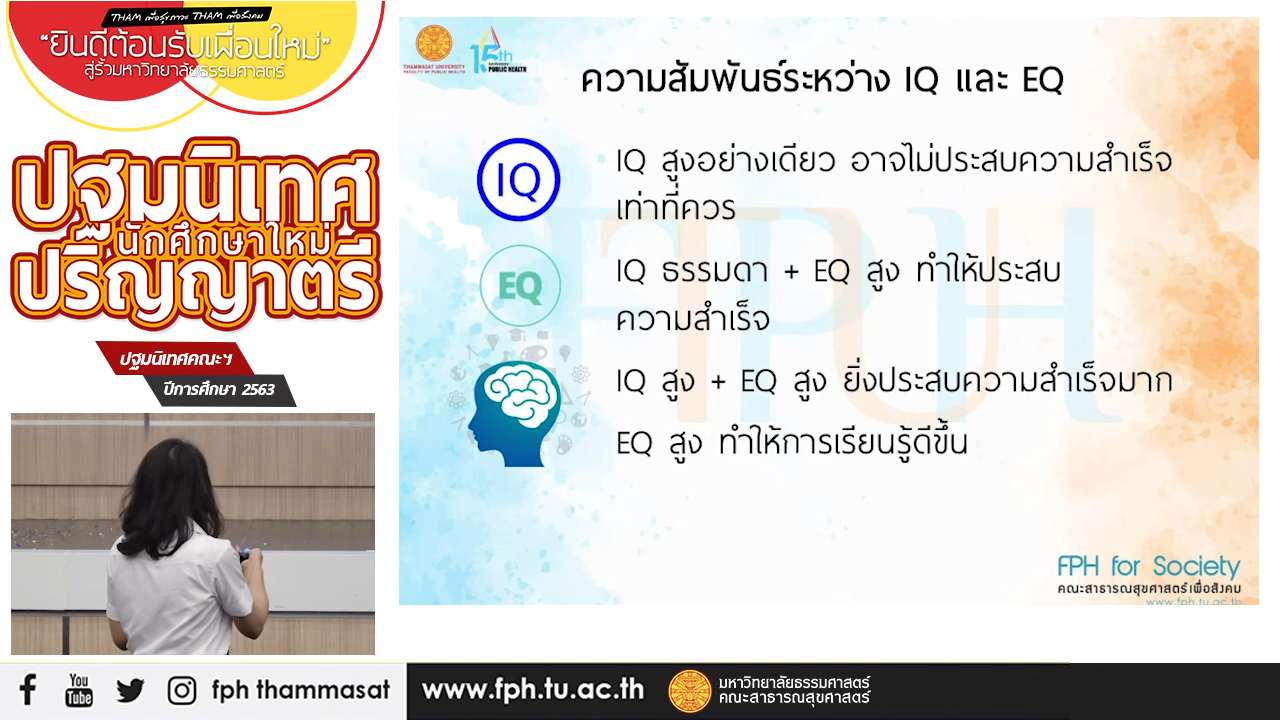 THAM เพื่อสุขภาวะ THAM เพื่อสังคม
“ยินดีต้อนรับเพื่อนใหม่”
สู่รั้วมหาวิทยาลัยธรรมศาสตร์
ปฐมนิเทศ
นักศึกษาใหม่
ปริญญาตรี
ปฐมนิเทศคณะฯ
ปีการศึกษา 2563
THAMMASAT UNIVERSITY
FACULTY OF PUBLIC HEALTH
15th
Anniversary
PUBLIC HEALTH
ความสัมพันธ์ระหว่าง IQ และ EQ
IQ
IQ สูงอย่างเดียว อาจไม่ประสบความสำเร็จ
เท่าที่ควร
EQ
IQ ธรรมดา + EQ สูง ทำให้ประสบ
ความสำเร็จ
IQ สูง + EQ สูง ยิ่งประสบความสำเร็จมาก
EQ สูง ทำให้การเรียนรู้ดีขึ้น
FPH
FPH for Society
คณะสาธารณสุขศาสตร์เพื่อสังคม
www.fph.tu.ac.th
You
Tube
fph thammasat
www.fph.tu.ac.th
มหาวิทยาลัยธรรมศาสตร์
คณะสาธารณสุขศาสตร์